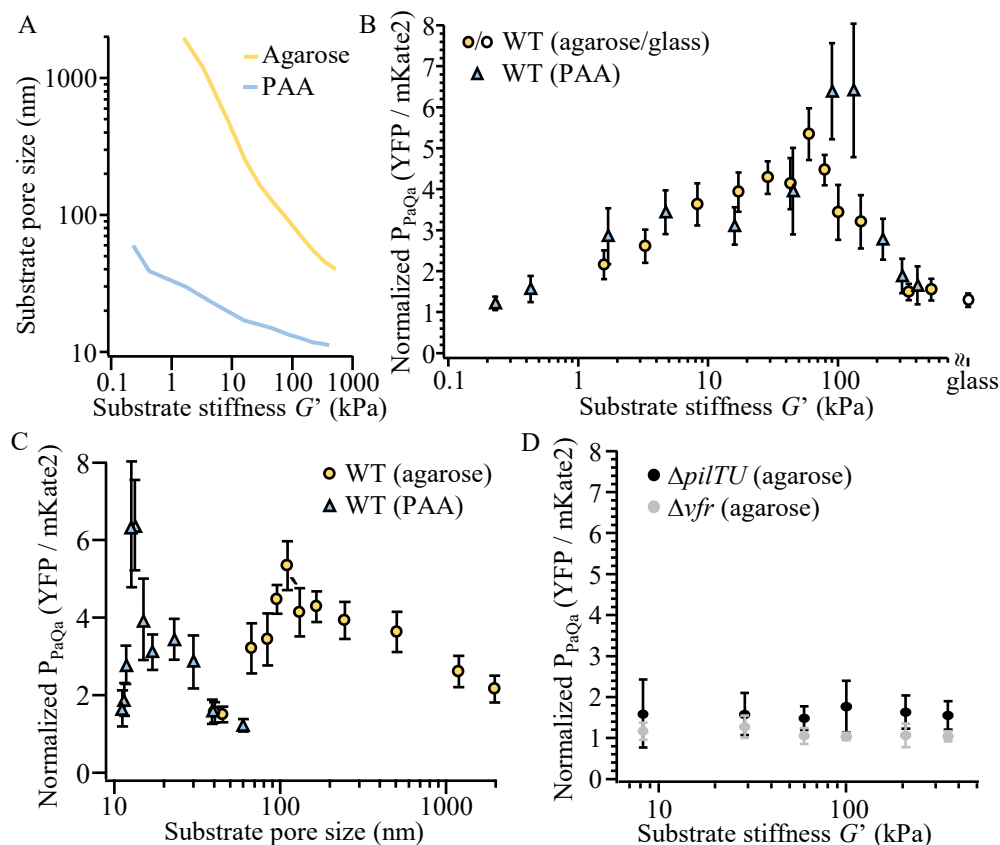 A
Substrate pore size (nm)
1000
100
10
Agarose
PAA
0.1
1
10
100
1000
Substrate stiffness G’ (kPa)
B
Normalized P_PaQa (YFP / mKate2)
8
7
6
5
4
3
2
1
0
/ WT (agarose/glass)
WT (PAA)
0.1
1
10
100
≈
glass
Substrate stiffness G’ (kPa)
C
Normalized P_PaQa (YFP / mKate2)
8
6
4
2
0
WT (agarose)
WT (PAA)
10
100
1000
Substrate pore size (nm)
D
Normalized P_PaQa (YFP / mKate2)
8
7
6
5
4
3
2
1
0
ΔpilTU (agarose)
Δvfr (agarose)
10
100
Substrate stiffness G’ (kPa)